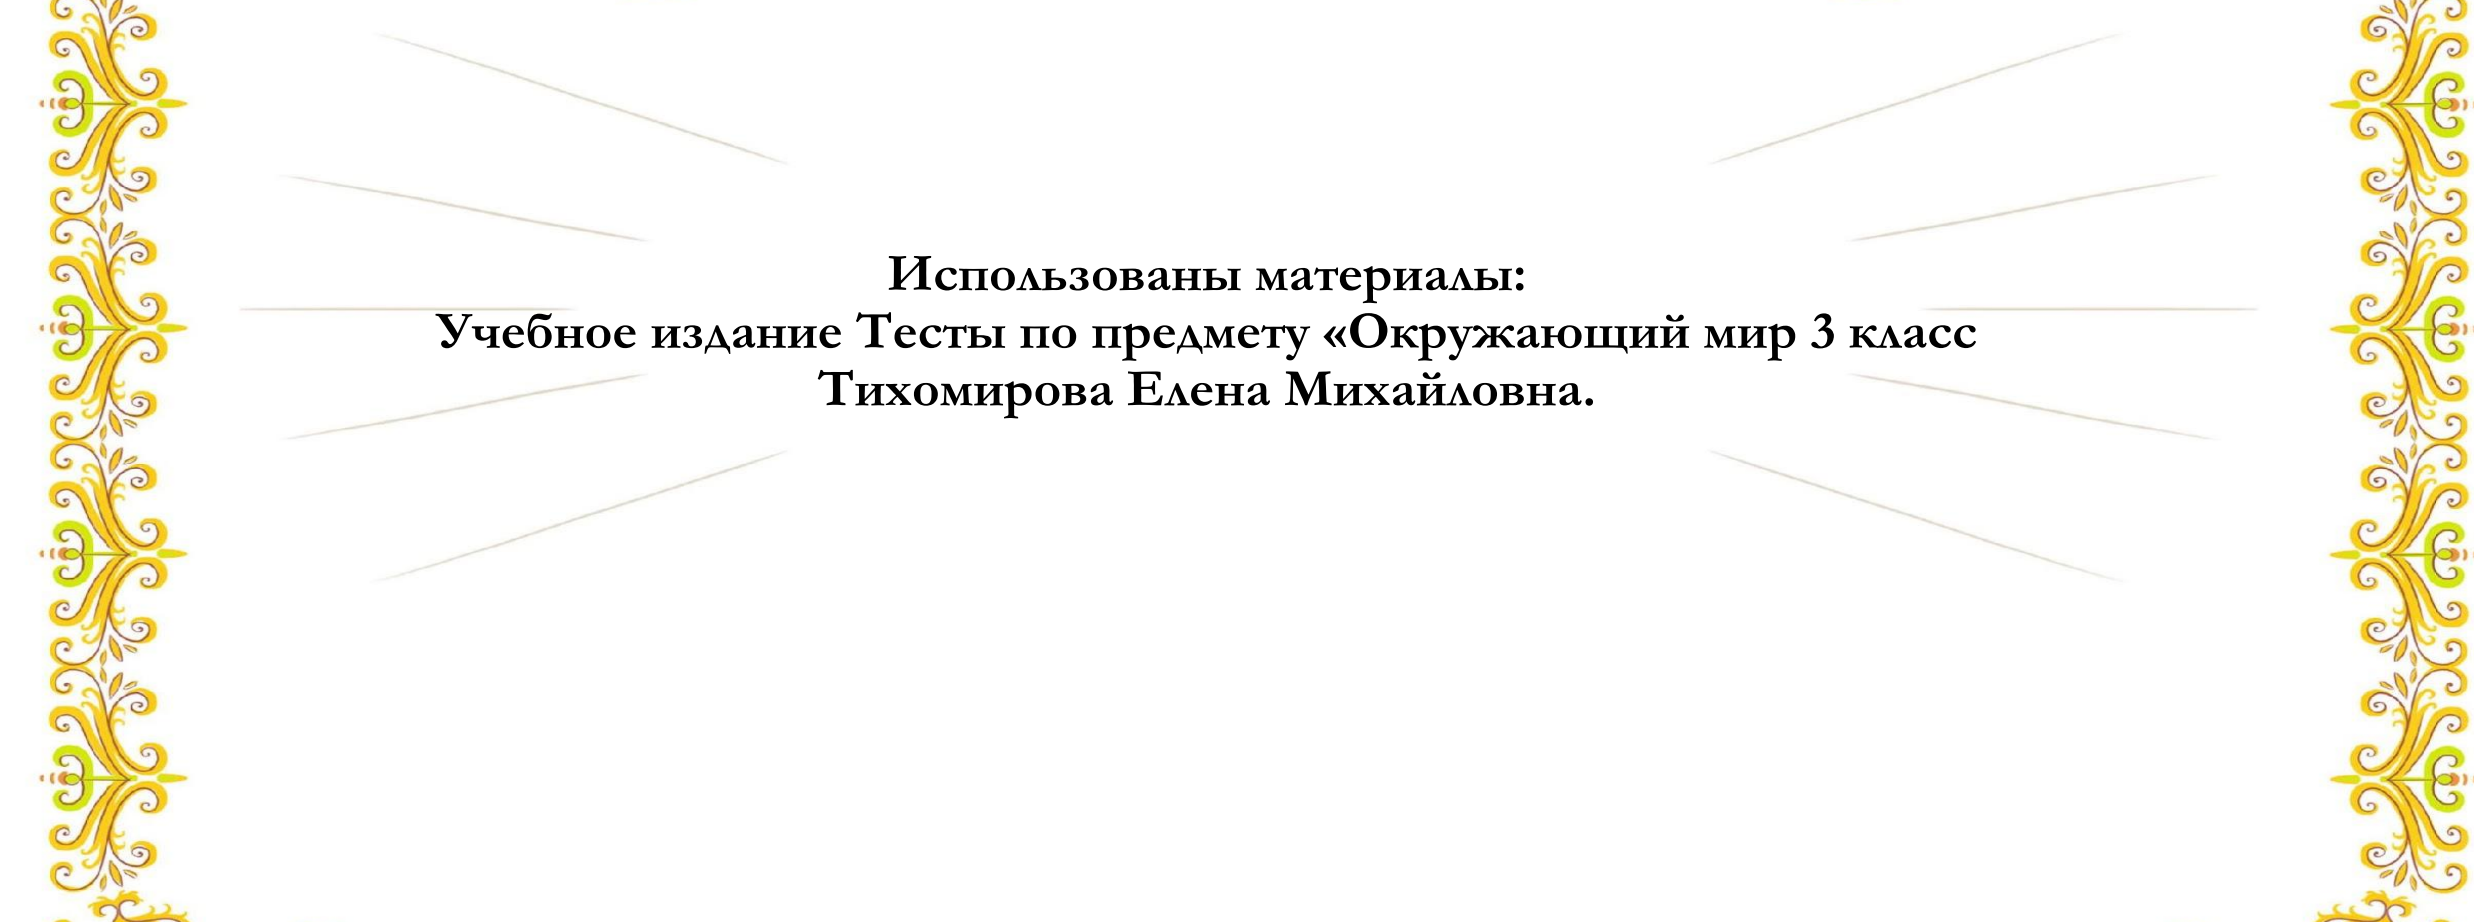 Использованы материалы:
Учебное издание Тесты по предмету «Окружающий мир 3 класс
Тихомирова Елена Михайловна.